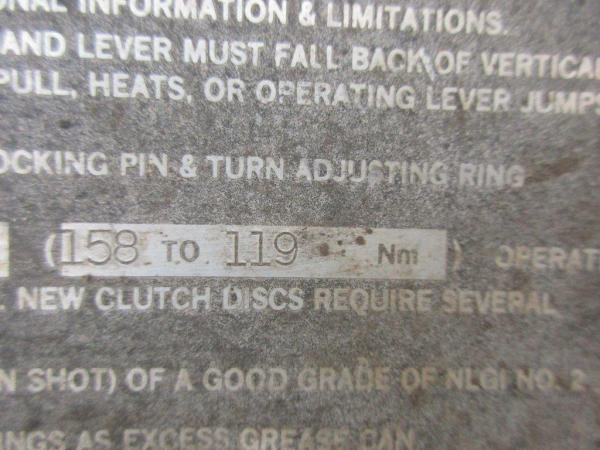 ONAL INFORMATION & LIMITATIONS.
AND LEVER MUST FALL BACK OF VERTICAL
PULL, HEATS, OR OPERATING LEVER JUMPS
OCKING PIN & TURN ADJUSTING RING
(158 TO 119 Nm) OPERATI
. NEW CLUTCH DISCS REQUIRE SEVERAL
N SHOT) OF A GOOD GRADE OF NLGI NO. 2
INGS AS EXCESS GREASE CAN